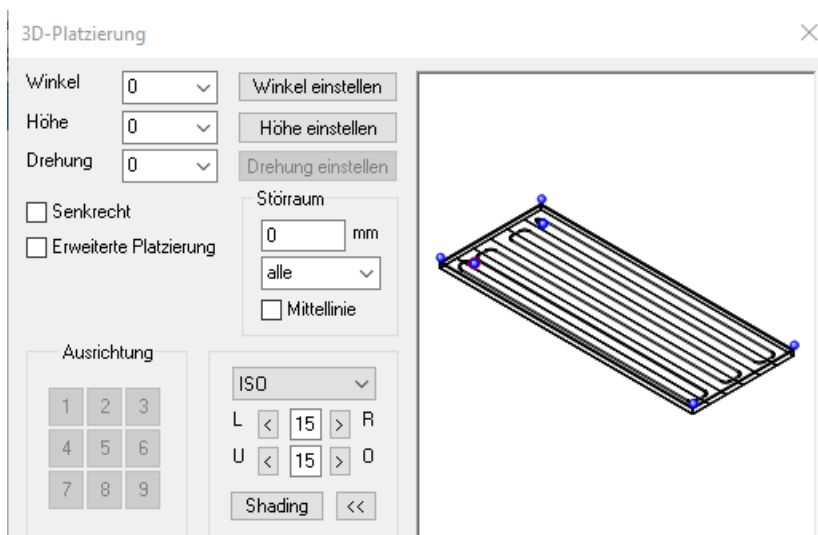 3D-Platzierung
Winkel 0 Winkel einstellen
Höhe 0 Höhe einstellen
Drehung 0 Drehung einstellen
Senkrecht
Erweiterte Platzierung
Störraum
0 mm
alle
Mittellinie
Ausrichtung
1 2 3
4 5 6
7 8 9
ISO
L < 15 > R
U < 15 > O
Shading <<